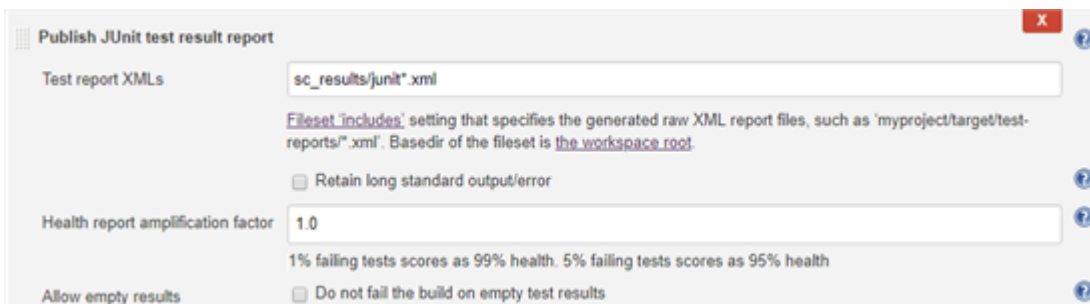 X
Publish JUnit test result report
Test report XMLs
sc_results/junit*.xml
Fileset 'includes' setting that specifies the generated raw XML report files, such as 'myproject/target/test-
reports/*.xml'. Basedir of the fileset is the workspace root.
Retain long standard output/error
Health report amplification factor
1.0
1% failing tests scores as 99% health. 5% failing tests scores as 95% health
Allow empty results
Do not fail the build on empty test results